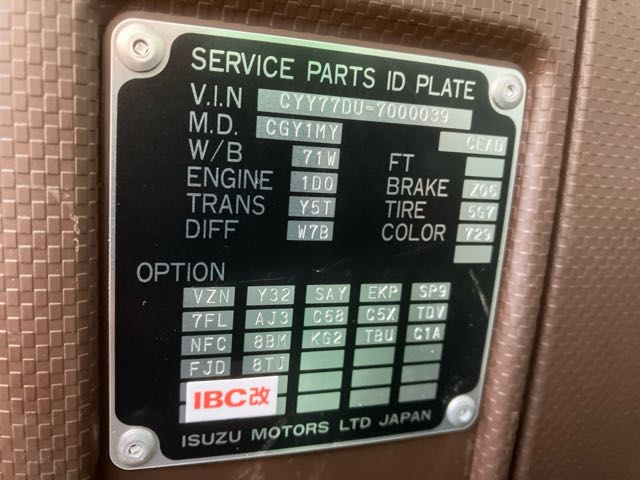 SERVICE PARTS ID PLATE
V.I.N CYY77DU-7000039
M.D. CGY1MY CEAD
W/B 71W FT
ENGINE 1D0 BRAKE Z06
TRANS Y5T TIRE 507
DIFF W7B COLOR 729
OPTION
VZN Y32 SAY EKP SP9
7FL AJ3 C68 C5X TDV
NFC 8BM KG2 TBU C1A
FJD 8TJ
IBC改
ISUZU MOTORS LTD JAPAN